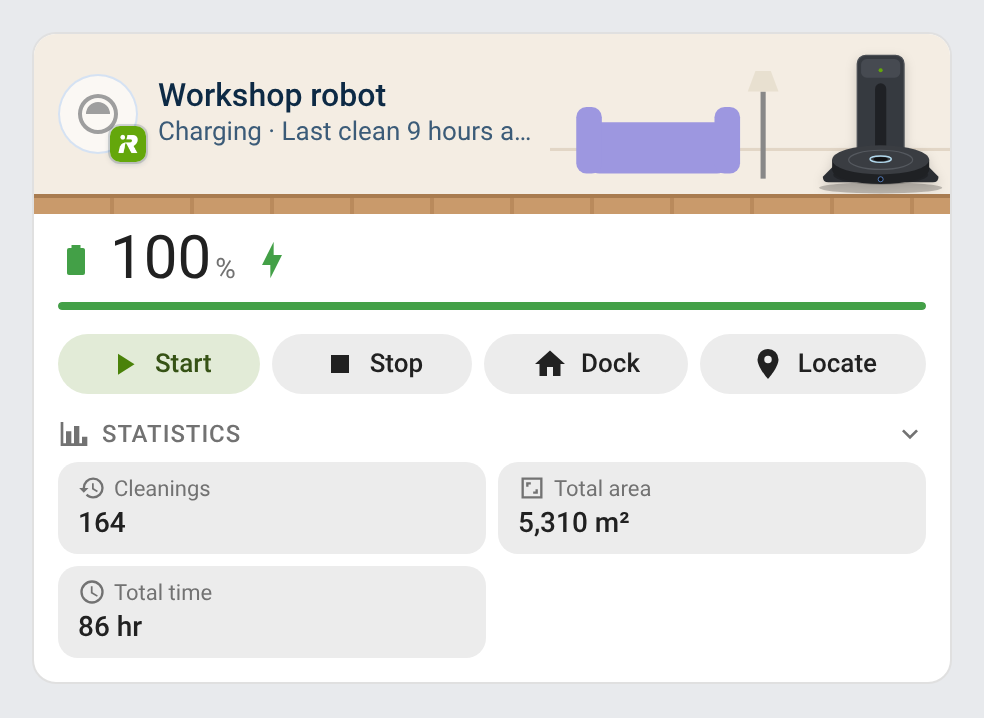 Workshop robot
Charging · Last clean 9 hours a…
iR
100 %
Start
Stop
Dock
Locate
STATISTICS
Cleanings
164
Total area
5,310 m²
Total time
86 hr